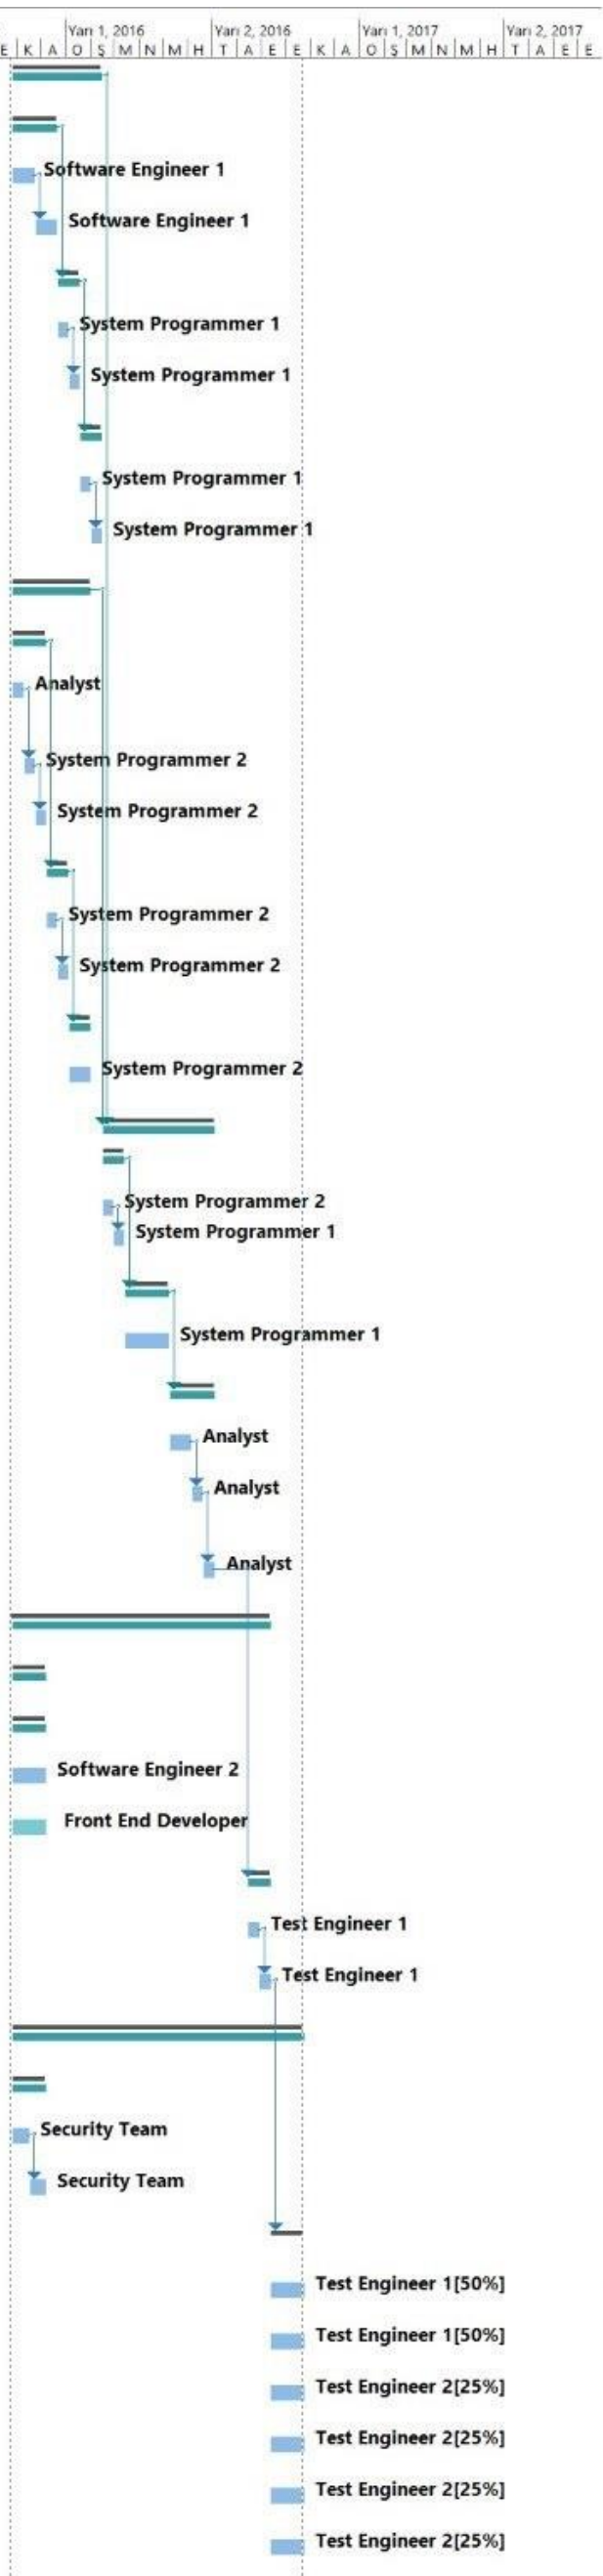 Yarı 1, 2016 Yarı 2, 2016 Yarı 1, 2017 Yarı 2, 2017
E K A O Ş M N M H T A E E K A O Ş M N M H T A E E
Software Engineer 1
Software Engineer 1
System Programmer 1
System Programmer 1
System Programmer 1
System Programmer 1
Analyst
System Programmer 2
System Programmer 2
System Programmer 2
System Programmer 2
System Programmer 2
System Programmer 2
System Programmer 1
System Programmer 1
Analyst
Analyst
Analyst
Software Engineer 2
Front End Developer
Test Engineer 1
Test Engineer 1
Security Team
Security Team
Test Engineer 1[50%]
Test Engineer 1[50%]
Test Engineer 2[25%]
Test Engineer 2[25%]
Test Engineer 2[25%]
Test Engineer 2[25%]